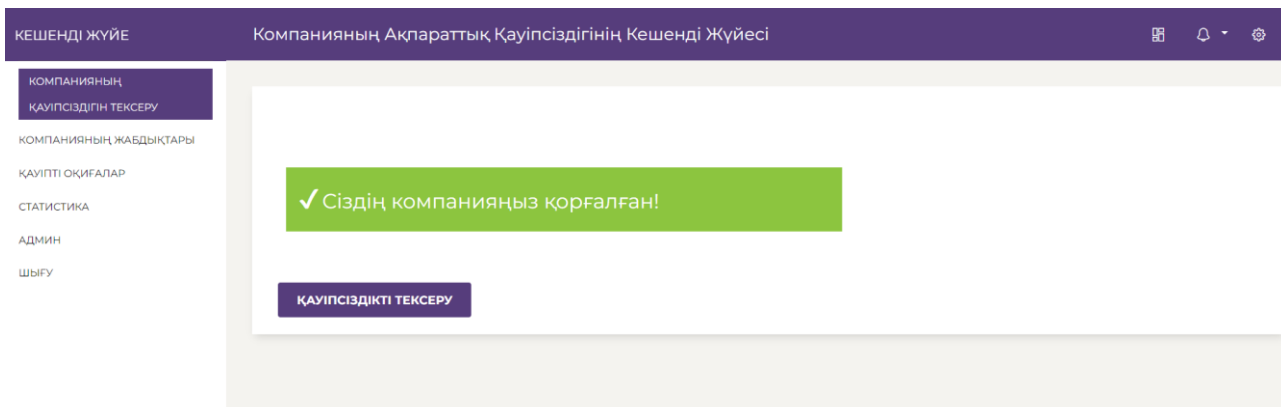 КЕШЕНДІ ЖҮЙЕ
Компанияның Ақпараттық Қауіпсіздігінің Кешенді Жүйесі
КОМПАНИЯНЫҢ
ҚАУІПСІЗДІГІН ТЕКСЕРУ
КОМПАНИЯНЫҢ ЖАБДЫҚТАРЫ
ҚАУІПТІ ОҚИҒАЛАР
СТАТИСТИКА
АДМИН
ШЫҒУ
Сіздің компанияңыз қорғалған!
ҚАУІПСІЗДІКТІ ТЕКСЕРУ